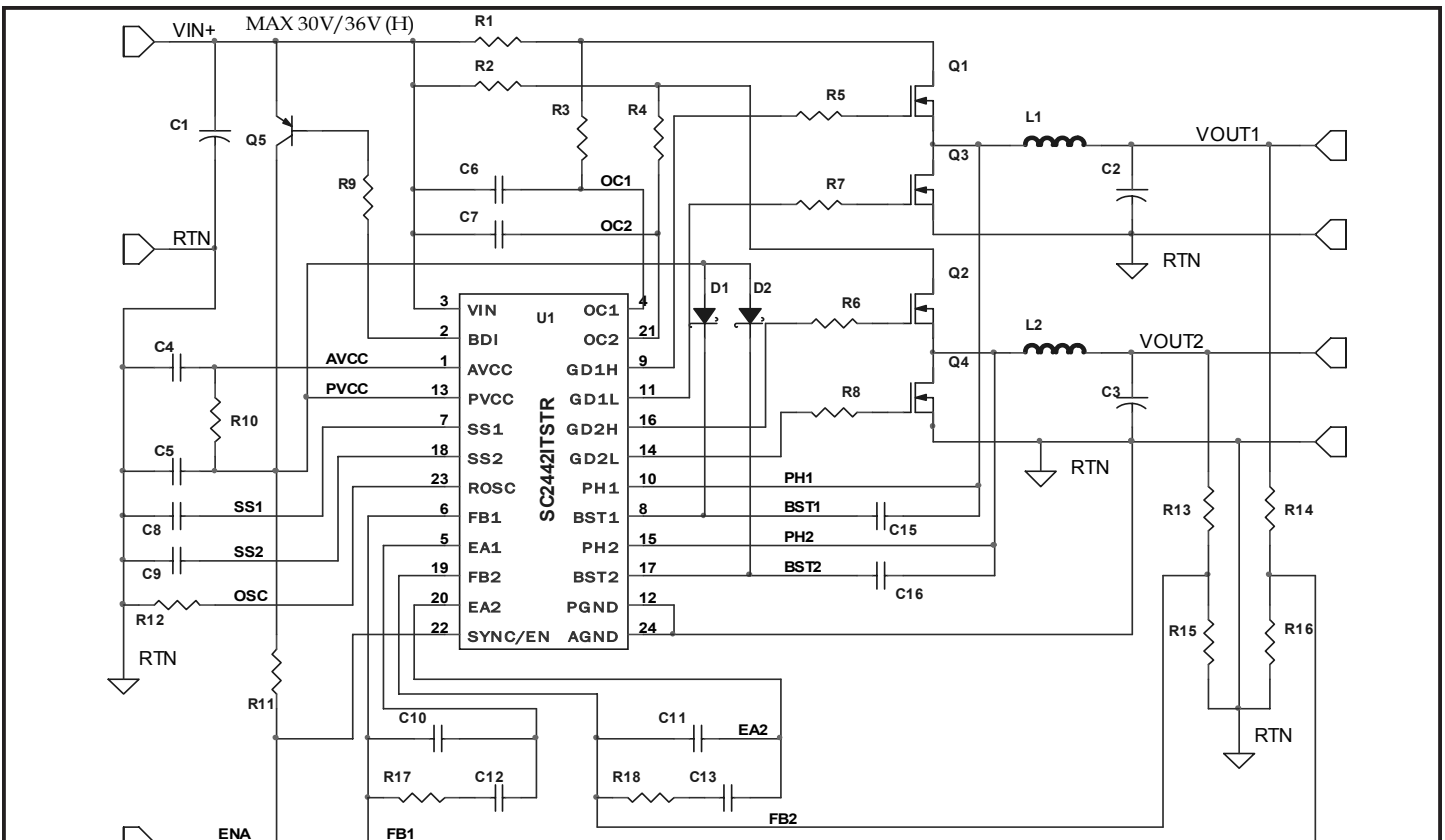 VIN+ MAX 30V/36V (H) R1
R2 Q1
R3 R4 R5
C1 Q5 L1 VOUT1
Q3 C2
C6 OC1
R9 R7
C7 OC2
RTN
RTN
D1 D2 Q2
3 VIN U1 OC1 4 R6
2 BDI OC2 21 L2 VOUT2
C4 AVCC 1 AVCC GD1H 9 Q4
PVCC 13 PVCC GD1L 11 R8 C3
R10 7 SS1 GD2H 16
C5 18 SS2 GD2L 14 RTN
23 ROSC PH1 10 PH1
SC2442ITSTR
C8 SS1 6 FB1 BST1 8 BST1 C15 R13 R14
SS2 5 EA1 PH2 15 PH2
C9 19 FB2 BST2 17 BST2 C16
R12 OSC 20 EA2 PGND 12
22 SYNC/EN AGND 24 R15 R16
RTN
R11
C10 C11 EA2 RTN
R17 C12 R18 C13
FB2
ENA FB1